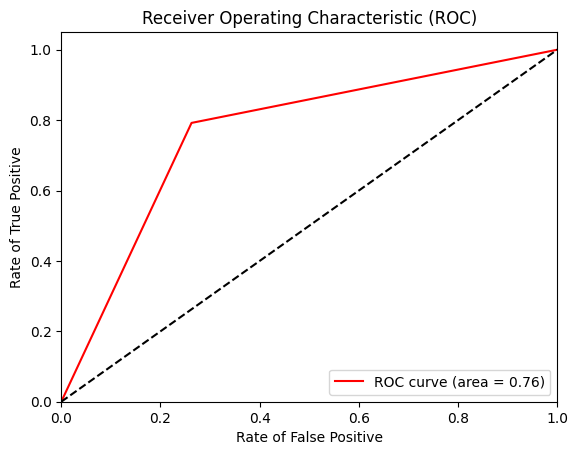 Receiver Operating Characteristic (ROC)
1.0
0.8
0.6
0.4
0.2
0.0
Rate of True Positive
ROC curve (area = 0.76)
0.0 0.2 0.4 0.6 0.8 1.0
Rate of False Positive